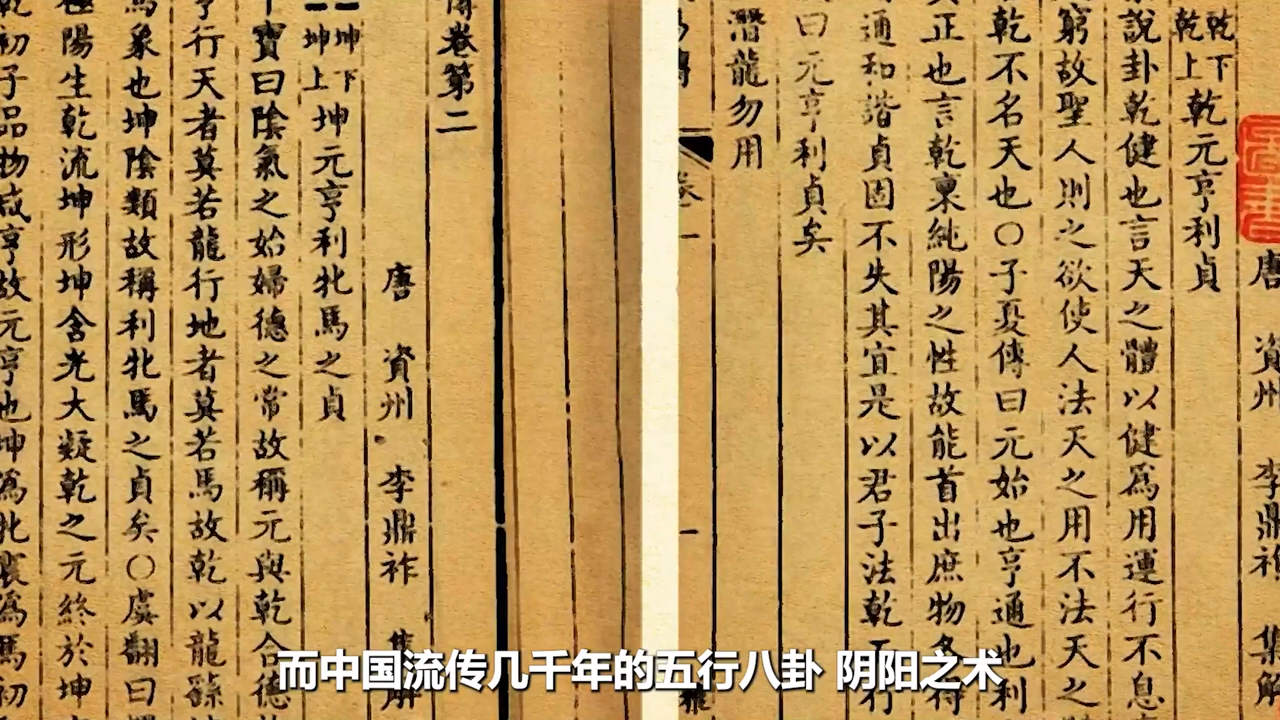 唐 資州 李鼎祚 集解
乾下
乾上 乾元亨利貞
說卦乾健也言天之體以健為用運行不息
窮故聖人則之欲使人法天之用不法天之
乾不名天也○子夏傳曰元始也亨通也利
正也言乾稟純陽之性故能首出庶物各得
通和諧貞固不失其宜是以君子法乾
曰元亨利貞矣
潛龍勿用
傳卷第二
唐 資州 李鼎祚 集解
坤下
坤上 坤元亨利牝馬之貞
干寶曰陰氣之始婦德之常故稱元與乾合德
行天者莫若龍行地者莫若馬故乾以龍繇
馬象也坤陰類故稱利牝馬之貞矣○虞翻曰
極陽生乾流坤形坤含光大凝乾之元終於坤
初子品物咸亨故元亨也坤為牝震為馬初
而中国流传几千年的五行八卦 阴阳之术